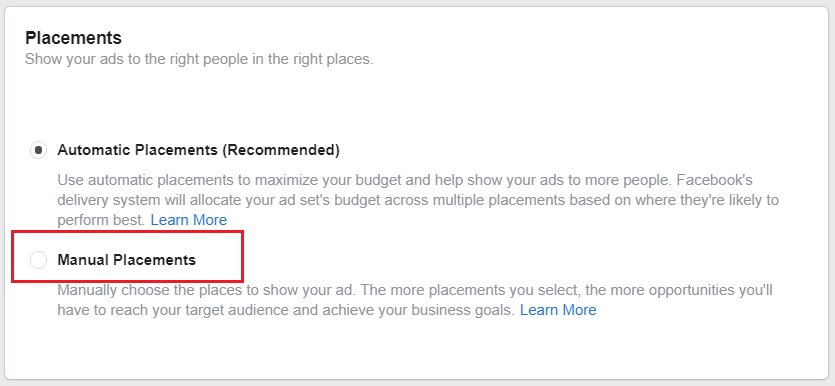 Placements
Show your ads to the right people in the right places.
Automatic Placements (Recommended)
Use automatic placements to maximize your budget and help show your ads to more people. Facebook's
delivery system will allocate your ad set's budget across multiple placements based on where they're likely to
perform best. Learn More
Manual Placements
Manually choose the places to show your ad. The more placements you select, the more opportunities you'll
have to reach your target audience and achieve your business goals. Learn More